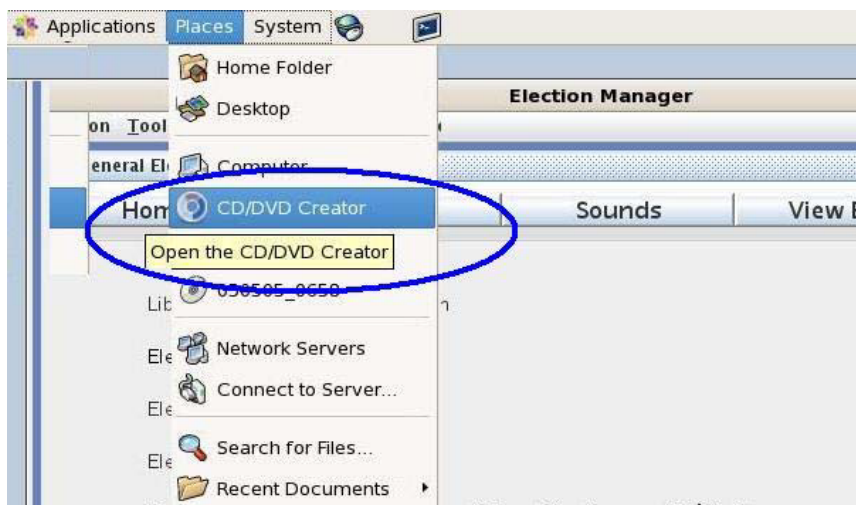 Applications Places System
Home Folder
Election Manager
Desktop
on Tool
eneral El
Computer
Hom
CD/DVD Creator
Sounds
View E
Open the CD/DVD Creator
Lib
n
Ele
Network Servers
Connect to Server...
Ele
Search for Files...
Ele
Recent Documents